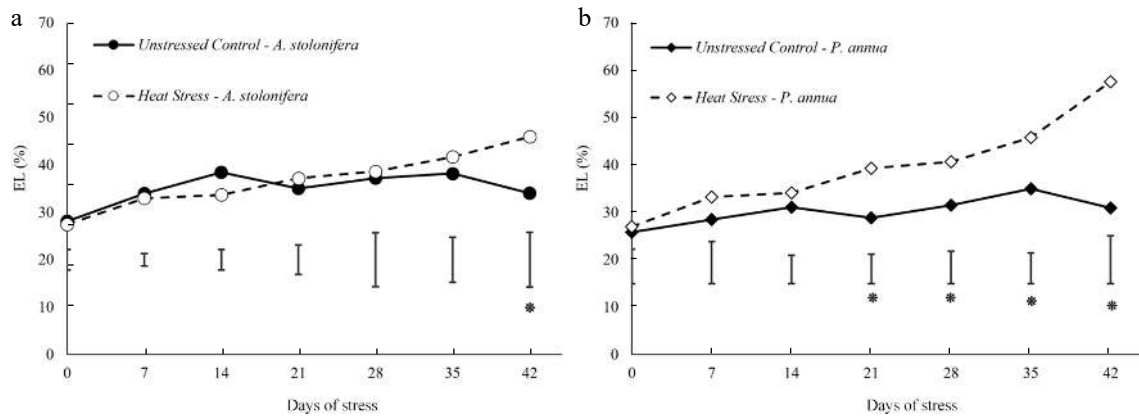 a
70
60
50
40
30
20
10
0
EL (%)
Unstressed Control - A. stolonifera
Heat Stress - A. stolonifera
*
0 7 14 21 28 35 42
Days of stress
b
70
60
50
40
30
20
10
0
EL (%)
Unstressed Control - P. annua
Heat Stress - P. annua
* * * *
0 7 14 21 28 35 42
Days of stress